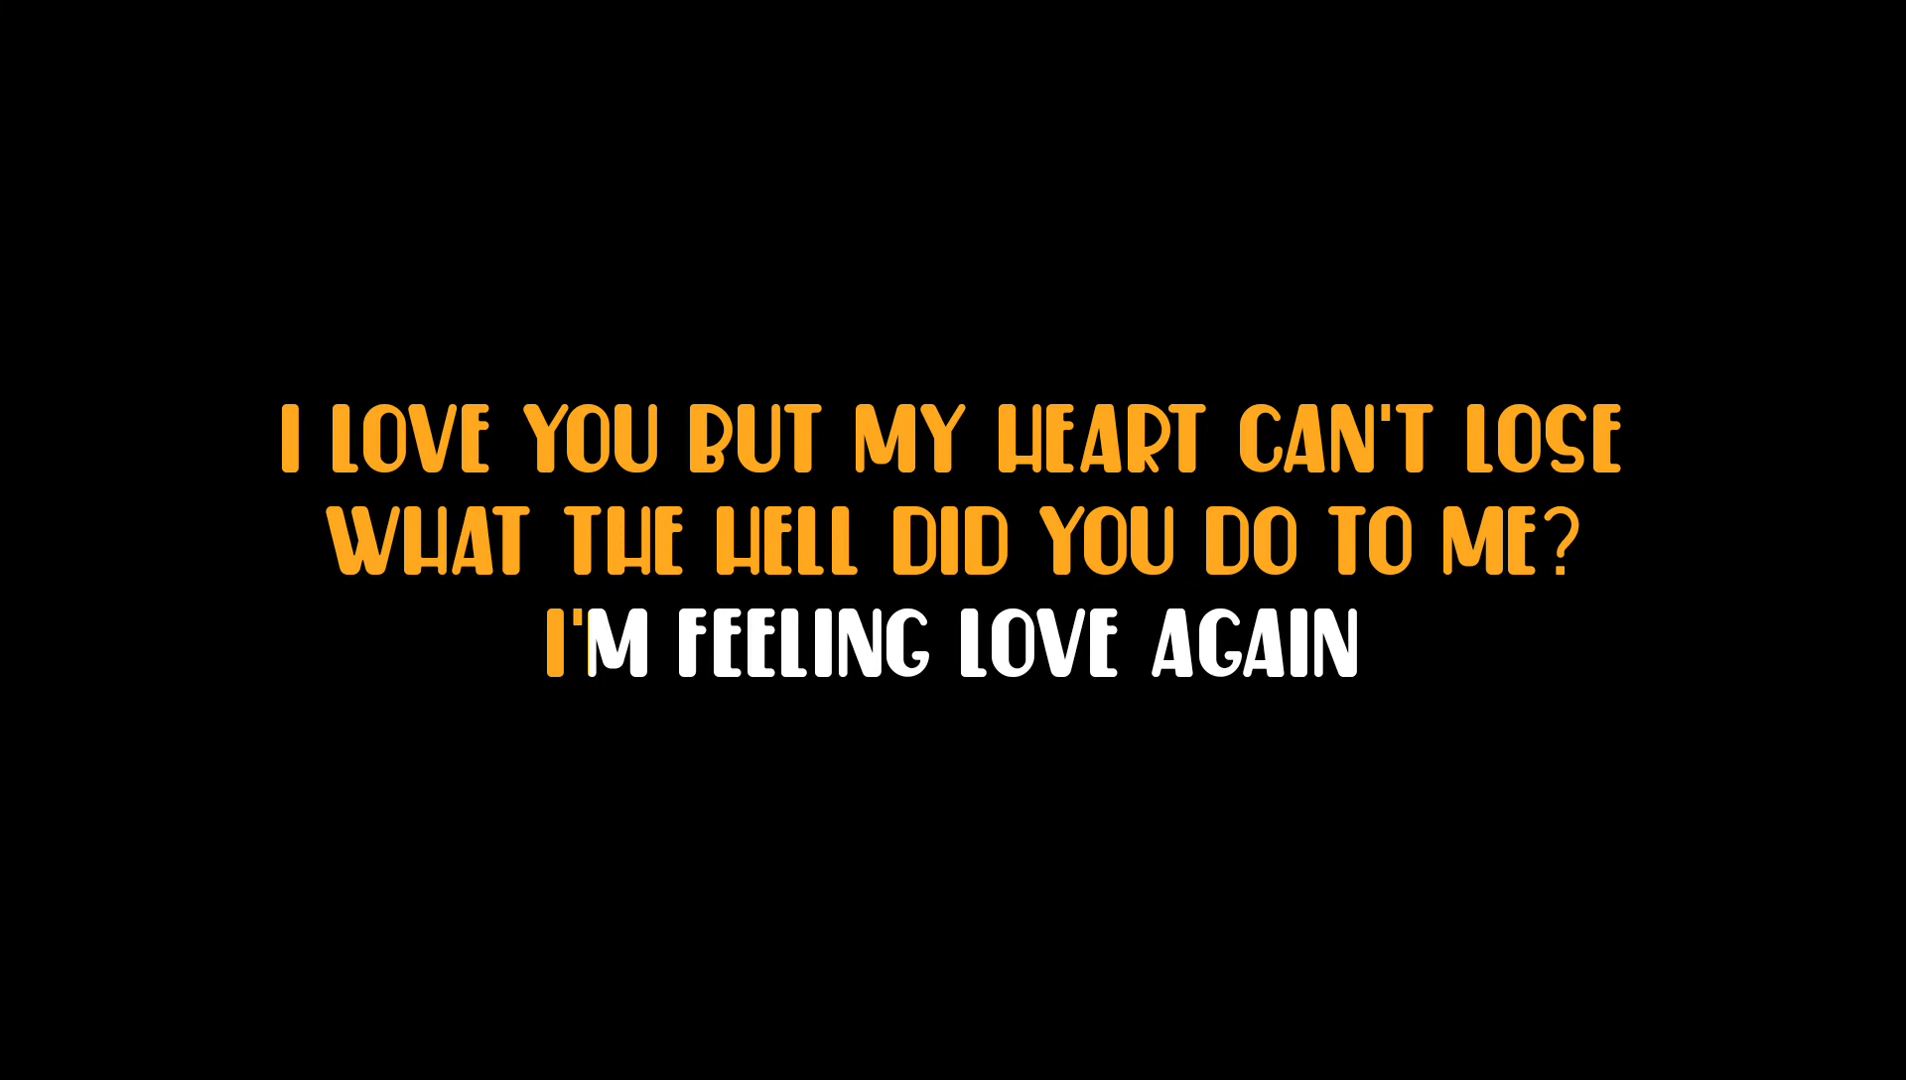 I LOVE YOU BUT MY HEART CAN'T LOSE
WHAT THE HELL DID YOU DO TO ME?
I'M FEELING LOVE AGAIN